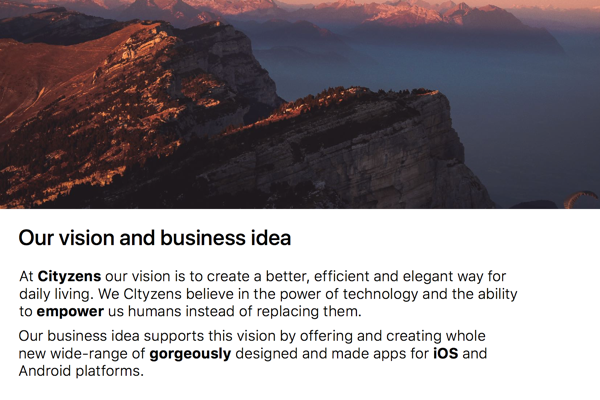 Our vision and business idea
At Cityzens our vision is to create a better, efficient and elegant way for
daily living. We CItyzens believe in the power of technology and the ability
to empower us humans instead of replacing them.
Our business idea supports this vision by offering and creating whole
new wide-range of gorgeously designed and made apps for iOS and
Android platforms.